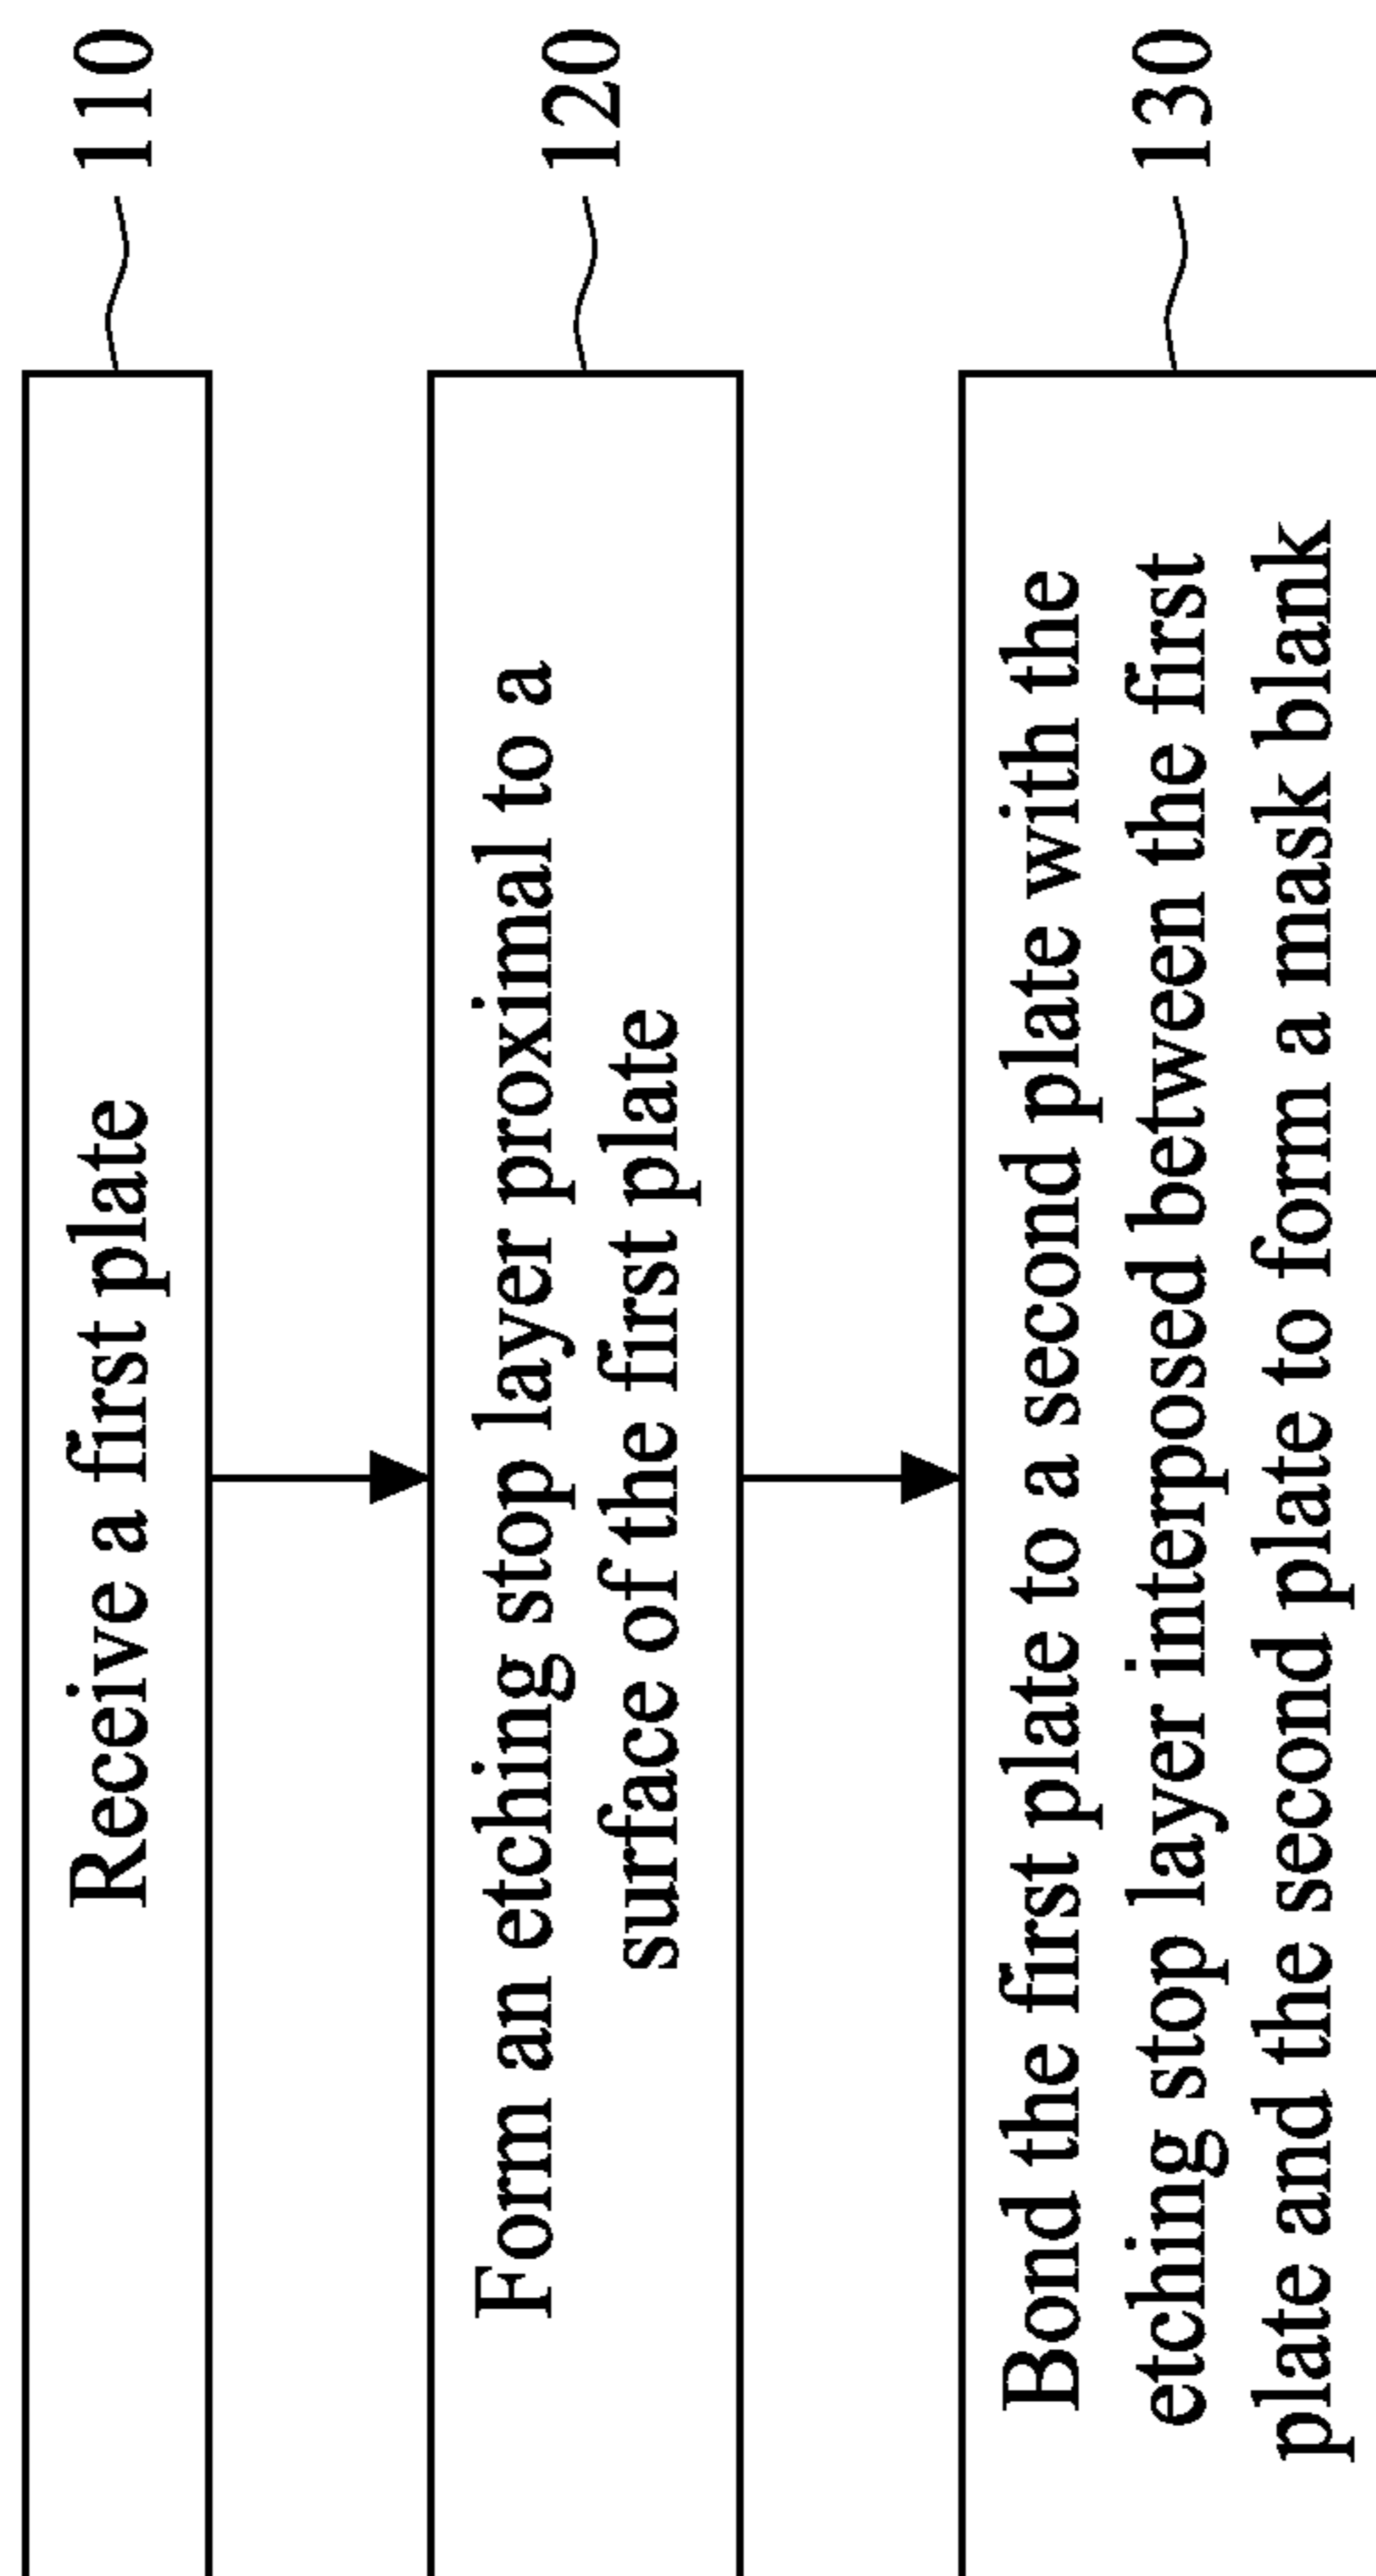 Receive a first plate
110
Form an etching stop layer proximal to a
surface of the first plate
120
Bond the first plate to a second plate with the
etching stop layer interposed between the first
plate and the second plate to form a mask blank
130